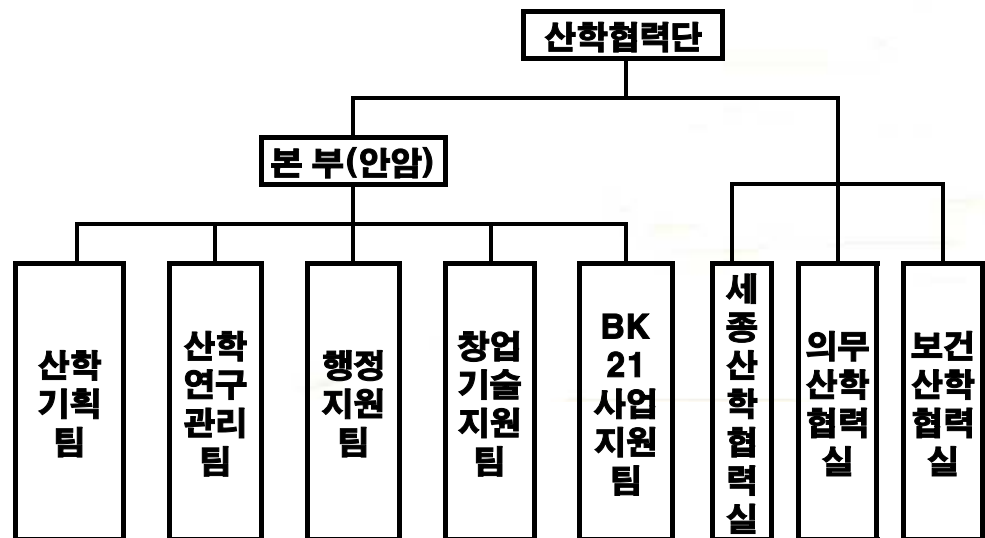 산학협력단
본 부(안암)
산학
기획
팀
산학
연구
관리
팀
행정
지원
팀
창업
기술
지원
팀
BK
21
사업
지원
팀
세
종
산
학
협
력
실
의무
산학
협력
실
보건
산학
협력
실